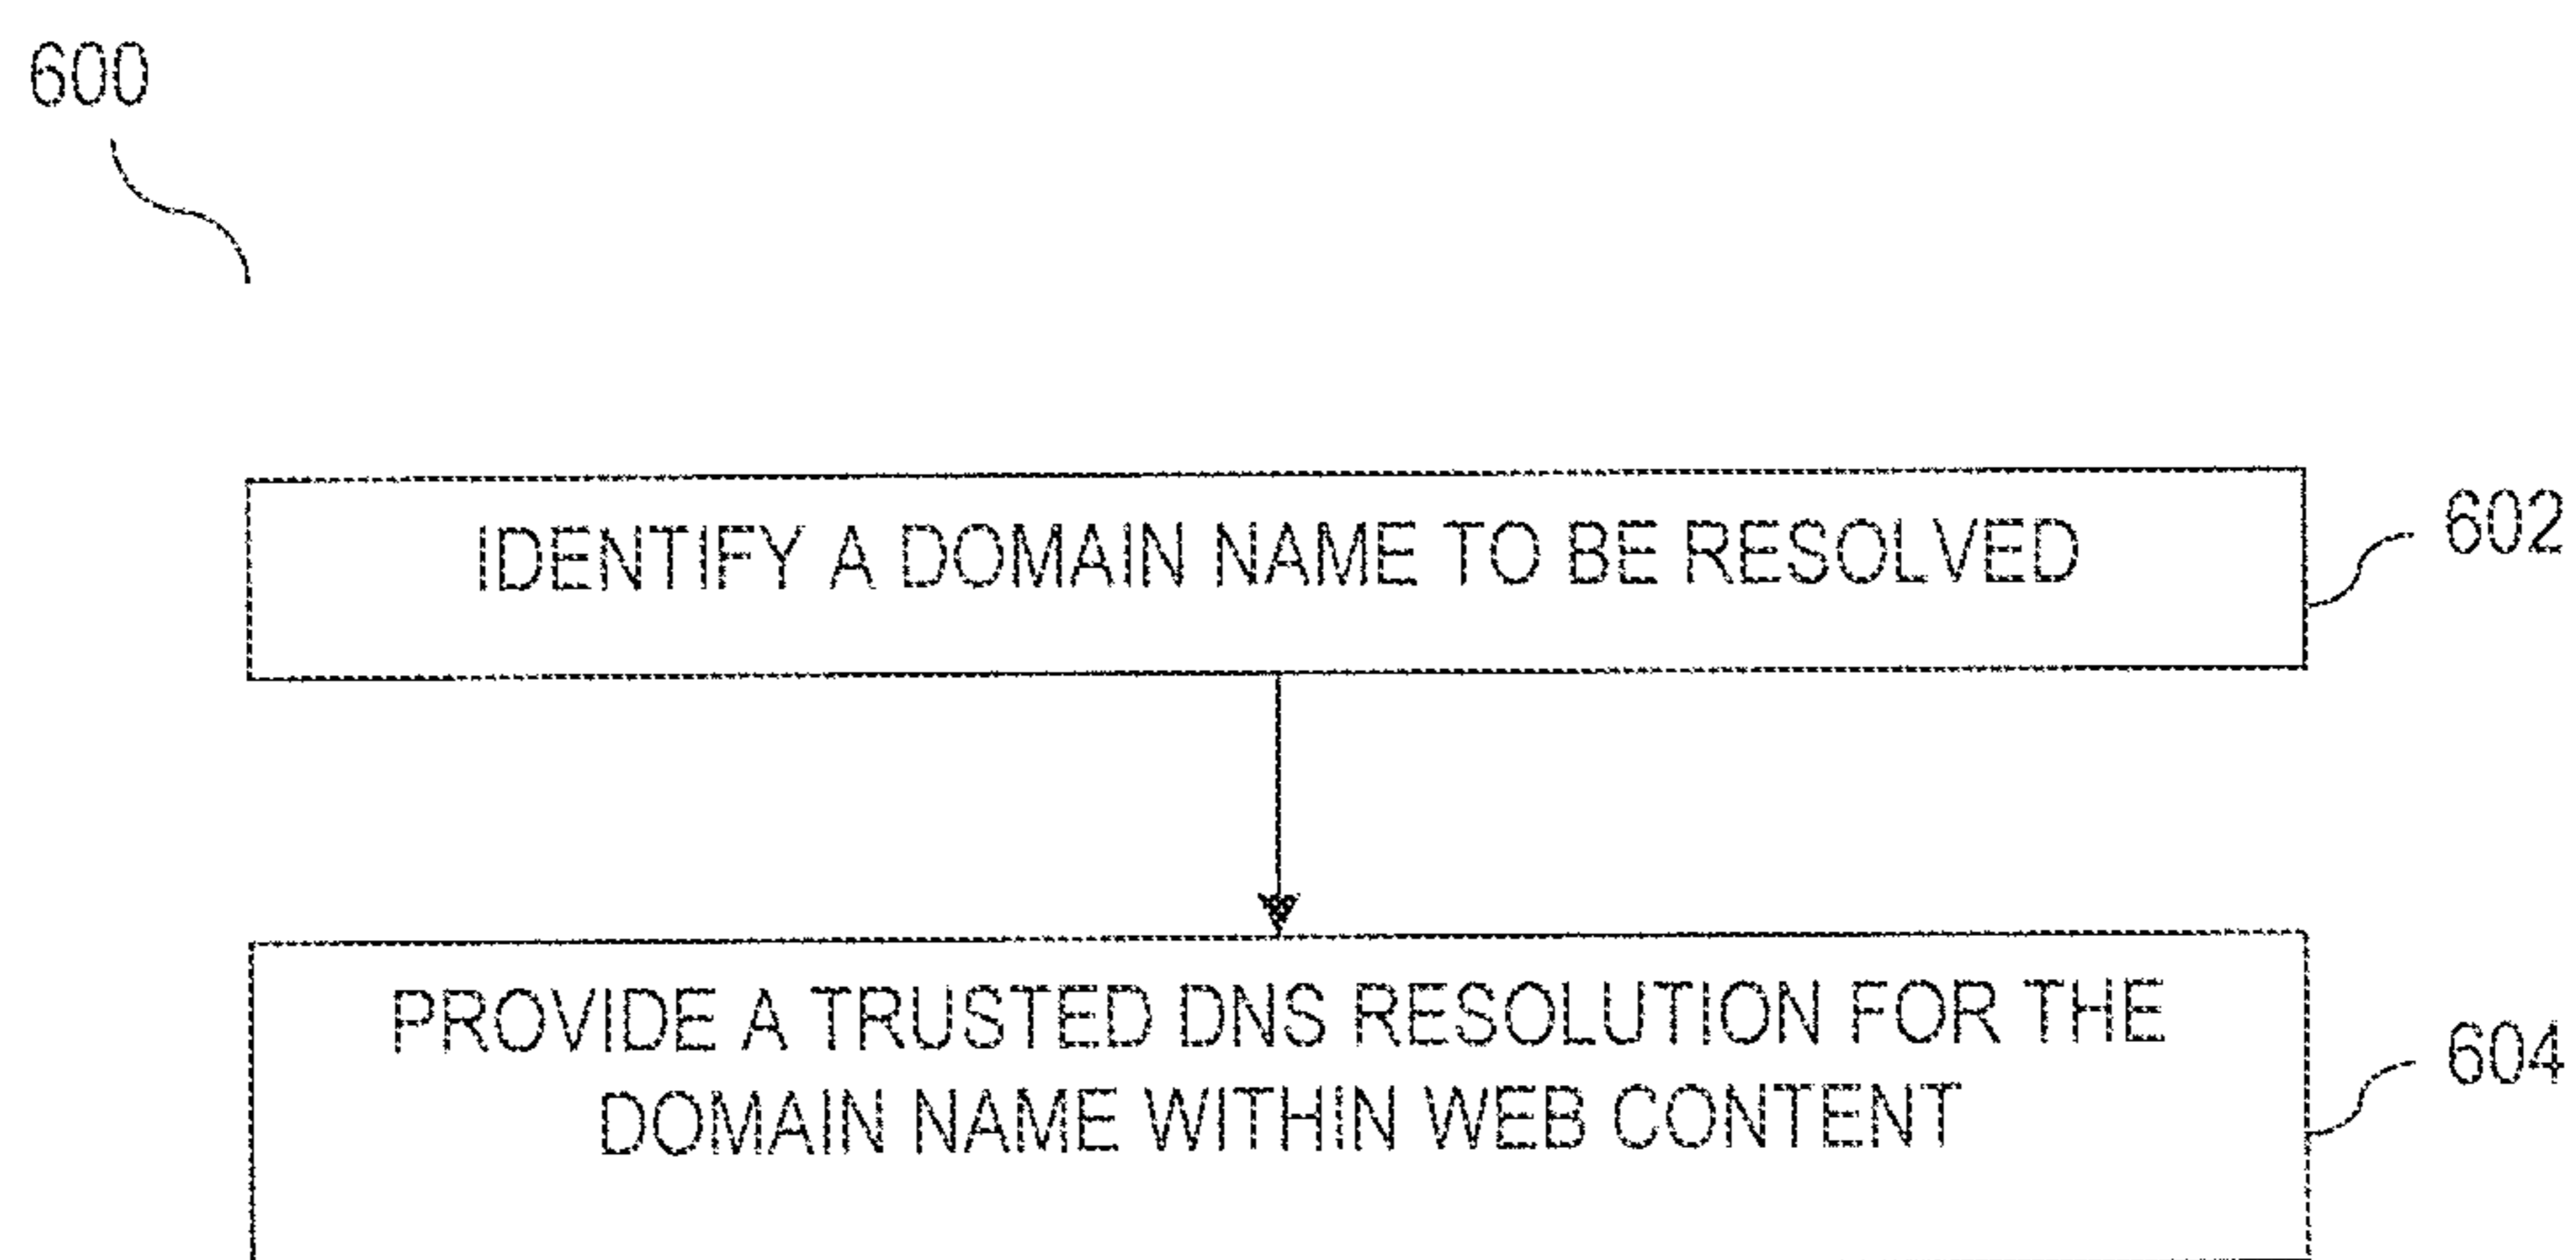 600
IDENTIFY A DOMAIN NAME TO BE RESOLVED
602
PROVIDE A TRUSTED DNS RESOLUTION FOR THE
DOMAIN NAME WITHIN WEB CONTENT
604